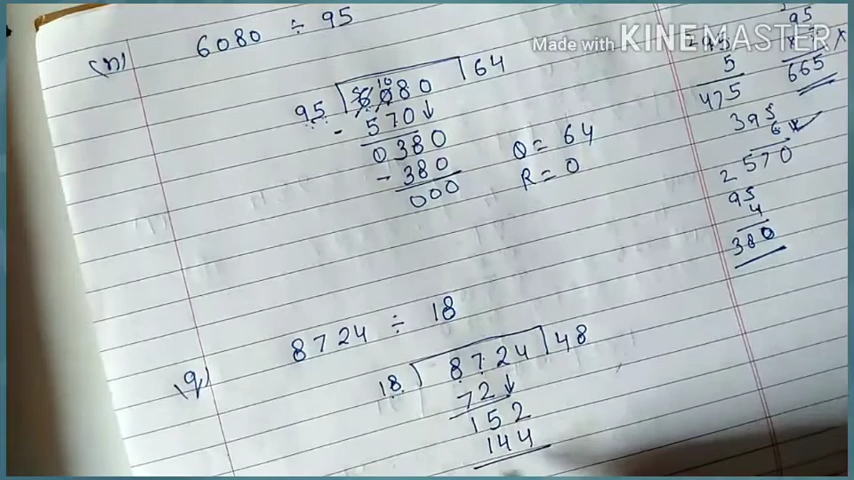 Made with KINEMASTER
(n) 6080 ÷ 95
95 6080 64
- 570
0380
- 380
000
Q = 64
R = 0
5
475
95
665
395
6
2570
95
4
380
(q) 8724 ÷ 18
18 8724 48
72
152
144